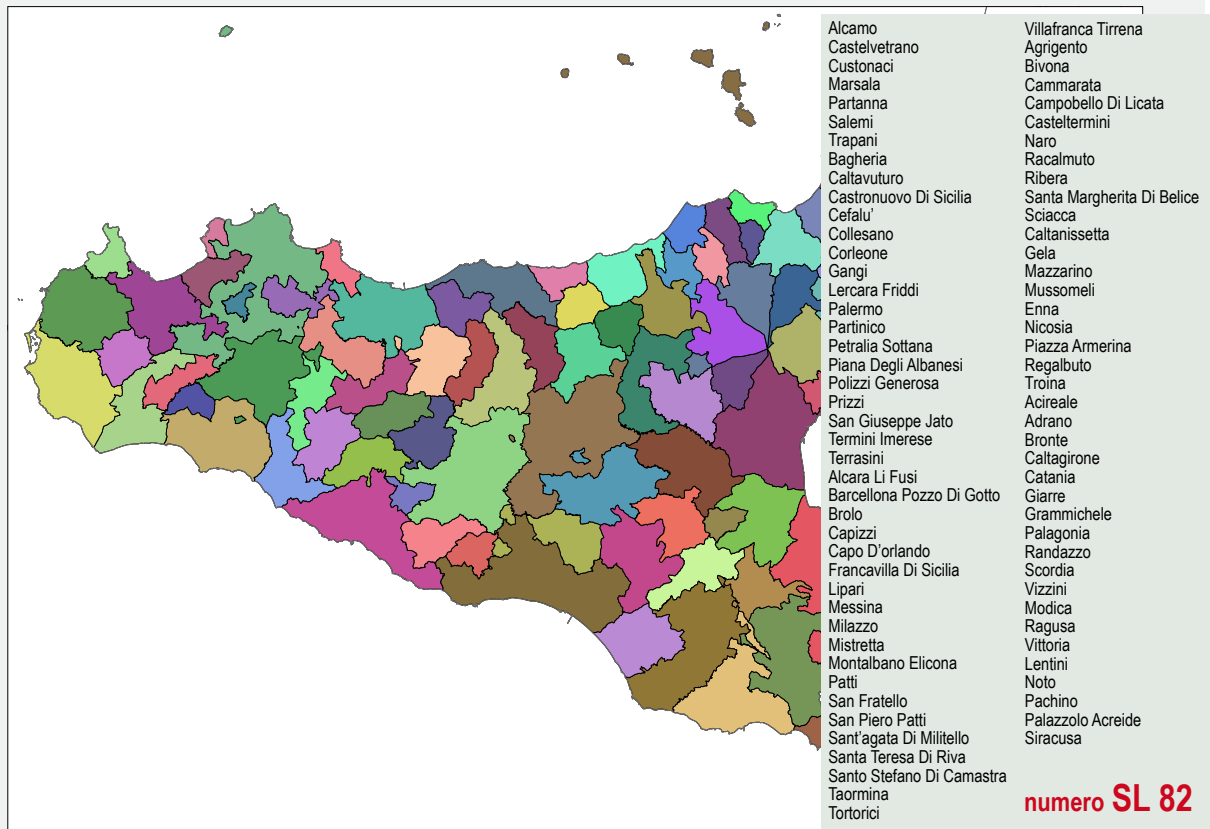 Alcamo
Castelvetrano
Custonaci
Marsala
Partanna
Salemi
Trapani
Bagheria
Caltavuturo
Castronuovo Di Sicilia
Cefalu'
Collesano
Corleone
Gangi
Lercara Friddi
Palermo
Partinico
Petralia Sottana
Piana Degli Albanesi
Polizzi Generosa
Prizzi
San Giuseppe Jato
Termini Imerese
Terrasini
Alcara Li Fusi
Barcellona Pozzo Di Gotto
Brolo
Capizzi
Capo D'orlando
Francavilla Di Sicilia
Lipari
Messina
Milazzo
Mistretta
Montalbano Elicona
Patti
San Fratello
San Piero Patti
Sant'agata Di Militello
Santa Teresa Di Riva
Santo Stefano Di Camastra
Taormina
Tortorici
Villafranca Tirrena
Agrigento
Bivona
Cammarata
Campobello Di Licata
Casteltermini
Naro
Racalmuto
Ribera
Santa Margherita Di Belice
Sciacca
Caltanissetta
Gela
Mazzarino
Mussomeli
Enna
Nicosia
Piazza Armerina
Regalbuto
Troina
Acireale
Adrano
Bronte
Caltagirone
Catania
Giarre
Grammichele
Palagonia
Randazzo
Scordia
Vizzini
Modica
Ragusa
Vittoria
Lentini
Noto
Pachino
Palazzolo Acreide
Siracusa
numero SL 82